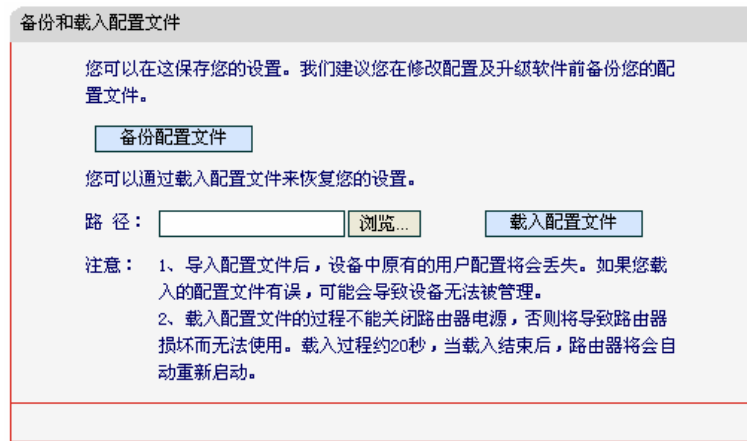 备份和载入配置文件
您可以在这保存您的设置。我们建议您在修改配置及升级软件前备份您的配
置文件。
备份配置文件
您可以通过载入配置文件来恢复您的设置。
路 径： 浏览... 载入配置文件
注意： 1、导入配置文件后，设备中原有的用户配置将会丢失。如果您载
入的配置文件有误，可能会导致设备无法被管理。
2、载入配置文件的过程不能关闭路由器电源，否则将导致路由器
损坏而无法使用。载入过程约20秒，当载入结束后，路由器将会自
动重新启动。